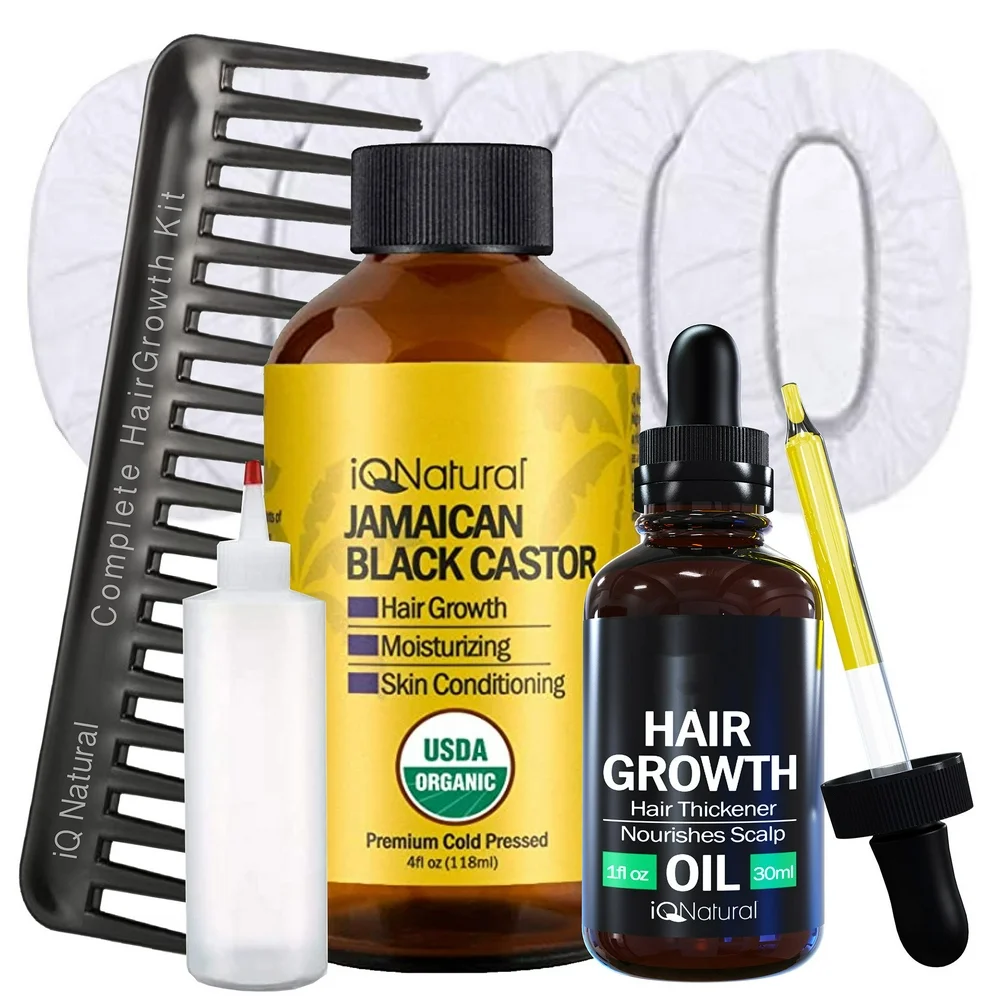 Complete HairGrowth Kit
iQ Natural
iQNatural
JAMAICAN
BLACK CASTOR
Hair Growth
Moisturizing
Skin Conditioning
USDA
ORGANIC
Premium Cold Pressed
4fl oz (118ml)
HAIR
GROWTH
Hair Thickener
Nourishes Scalp
1fl oz OIL 30ml
iQNatural